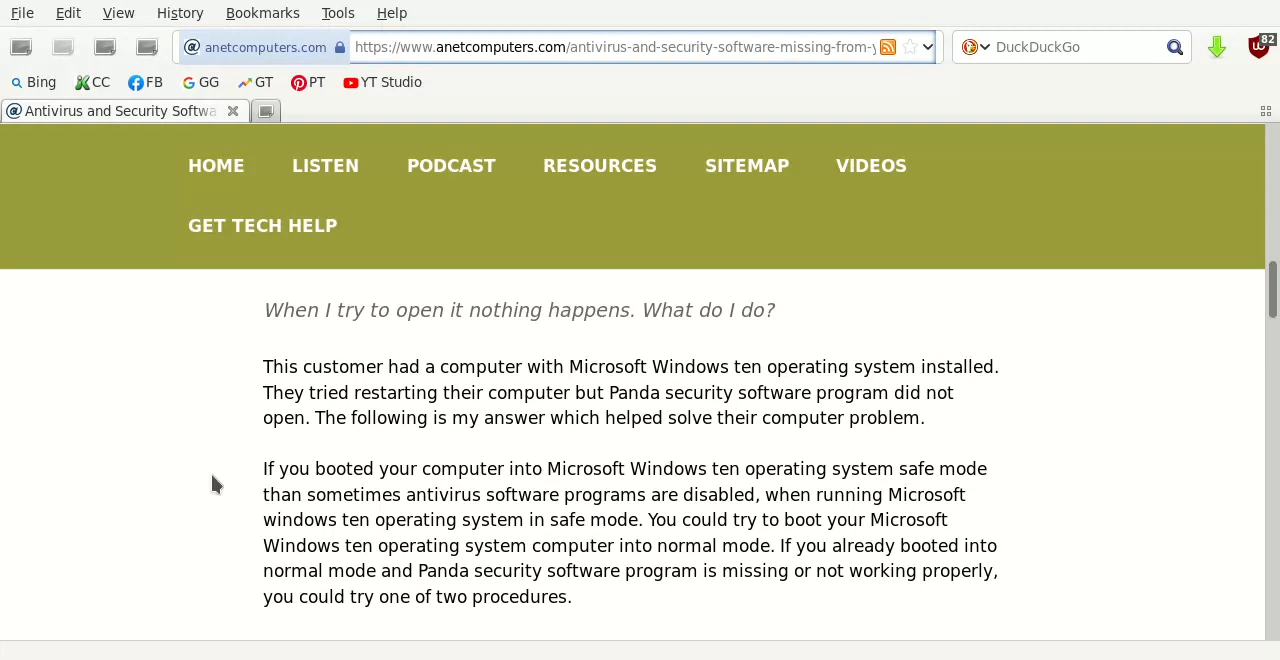 File Edit View History Bookmarks Tools Help
anetcomputers.com https://www.anetcomputers.com/antivirus-and-security-software-missing-from-y DuckDuckGo 82
Bing CC FB GG GT PT YT Studio
Antivirus and Security Softwa
HOME LISTEN PODCAST RESOURCES SITEMAP VIDEOS
GET TECH HELP
When I try to open it nothing happens. What do I do?
This customer had a computer with Microsoft Windows ten operating system installed.
They tried restarting their computer but Panda security software program did not
open. The following is my answer which helped solve their computer problem.
If you booted your computer into Microsoft Windows ten operating system safe mode
than sometimes antivirus software programs are disabled, when running Microsoft
windows ten operating system in safe mode. You could try to boot your Microsoft
Windows ten operating system computer into normal mode. If you already booted into
normal mode and Panda security software program is missing or not working properly,
you could try one of two procedures.